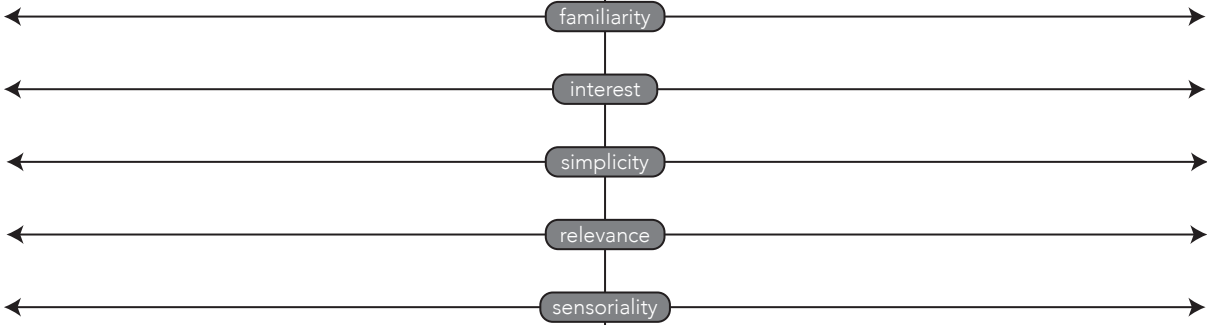 familiarity
interest
simplicity
relevance
sensoriality